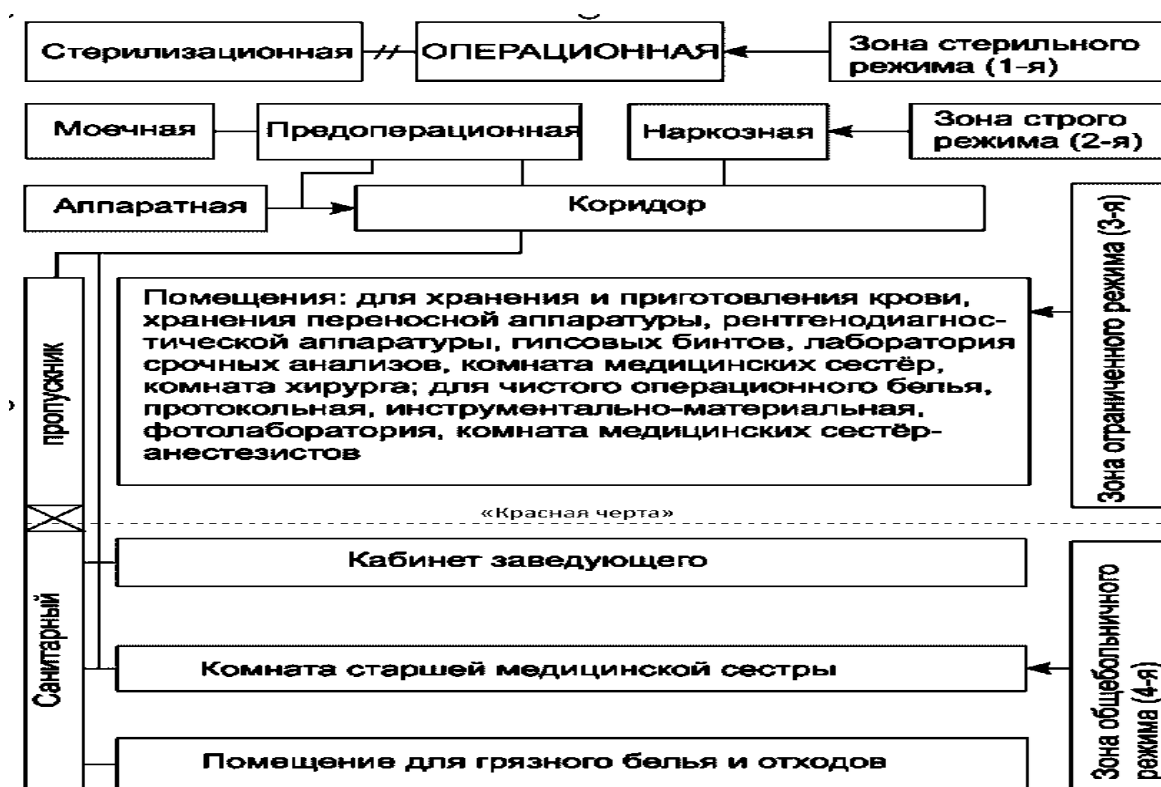 Стерилизационная
//
ОПЕРАЦИОННАЯ
Зона стерильного
режима (1-я)
Моечная
Предоперационная
Наркозная
Зона строго
режима (2-я)
Аппаратная
Коридор
Зона ограниченного режима (3-я)
пропускник
Помещения: для хранения и приготовления крови,
хранения переносной аппаратуры, рентгенодиагнос-
тической аппаратуры, гипсовых бинтов, лаборатория
срочных анализов, комната медицинских сестёр,
комната хирурга; для чистого операционного белья,
протокольная, инструментально-материальная,
фотолаборатория, комната медицинских сестёр-
анестезистов
«Красная черта»
Санитарный
Кабинет заведующего
Комната старшей медицинской сестры
Помещение для грязного белья и отходов
Зона общебольничного
режима (4-я)